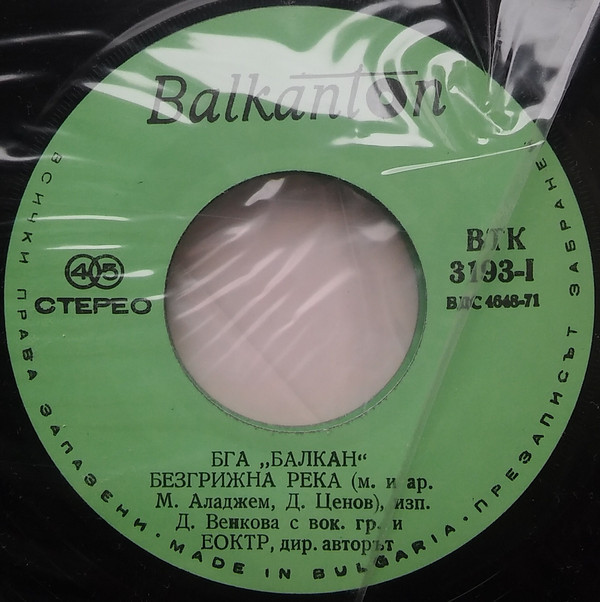 Balkanton
45
СТЕРЕО
ВТК
3193-I
ВДС 4648-71
БГА „БАЛКАН“
БЕЗГРИЖНА РЕКА (м. и ар.
М. Аладжем, Д. Ценов), изп.
Д. Венкова с вок. гр. и
ЕОКТР, дир. авторът
ВСИЧКИ ПРАВА ЗАПАЗЕНИ · MADE IN BULGARIA · ПРЕЗАПИСЪТ ЗАБРАНЕН